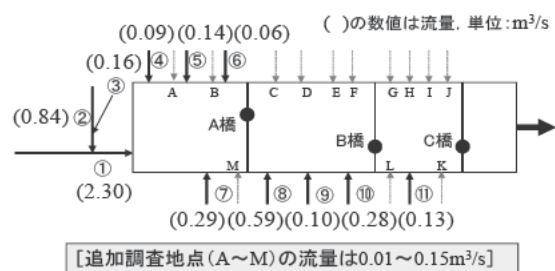 (0.09)(0.14)(0.06) ( )の数値は流量, 単位:m³/s
(0.16) ④ ⑤ ⑥
③ A B C D E F G H I J
(0.84)② A橋
B橋 C橋
① M L K
(2.30) ⑦ ⑧ ⑨ ⑩ ⑪
(0.29)(0.59)(0.10)(0.28)(0.13)
[追加調査地点(A～M)の流量は0.01～0.15m³/s]